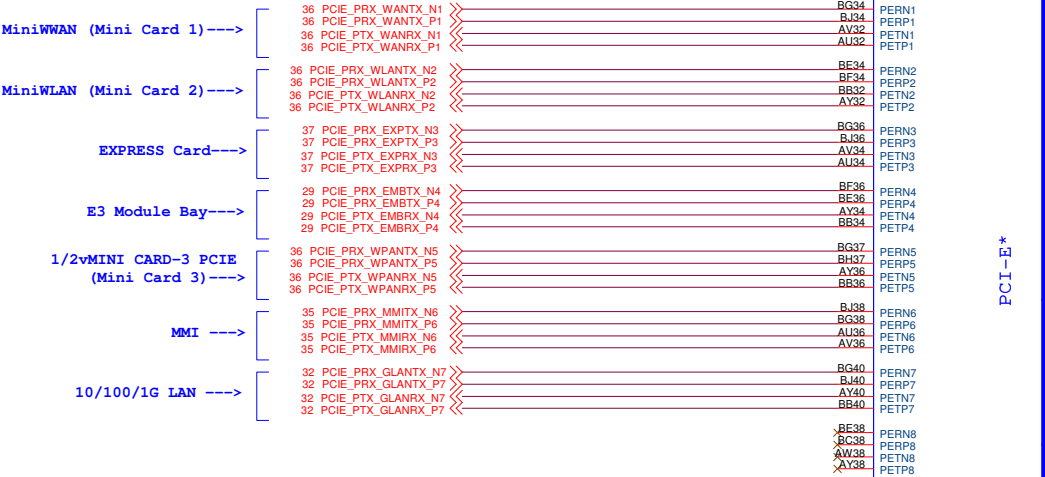 36 PCIE_PRX_WANTX_N1 BG34 PERN1
36 PCIE_PRX_WANTX_P1 BJ34 PERP1
MiniWWAN (Mini Card 1)--->
36 PCIE_PTX_WANRX_N1 AV32 PETN1
36 PCIE_PTX_WANRX_P1 AU32 PETP1
36 PCIE_PRX_WLANTX_N2 BE34 PERN2
36 PCIE_PRX_WLANTX_P2 BF34 PERP2
MiniWLAN (Mini Card 2)--->
36 PCIE_PTX_WLANRX_N2 BB32 PETN2
36 PCIE_PTX_WLANRX_P2 AY32 PETP2
37 PCIE_PRX_EXPTX_N3 BG36 PERN3
37 PCIE_PRX_EXPTX_P3 BJ36 PERP3
EXPRESS Card--->
37 PCIE_PTX_EXPRX_N3 AV34 PETN3
37 PCIE_PTX_EXPRX_P3 AU34 PETP3
29 PCIE_PRX_EMBTX_N4 BF36 PERN4
29 PCIE_PRX_EMBTX_P4 BE36 PERP4
E3 Module Bay--->
29 PCIE_PTX_EMBRX_N4 AY34 PETN4
29 PCIE_PTX_EMBRX_P4 BB34 PETP4
36 PCIE_PRX_WPANTX_N5 BG37 PERN5
1/2vMINI CARD-3 PCIE
36 PCIE_PRX_WPANTX_P5 BH37 PERP5
(Mini Card 3)--->
36 PCIE_PTX_WPANRX_N5 AY36 PETN5
36 PCIE_PTX_WPANRX_P5 BB36 PETP5
PCI-E*
35 PCIE_PRX_MMITX_N6 BJ38 PERN6
35 PCIE_PRX_MMITX_P6 BG38 PERP6
MMI --->
35 PCIE_PTX_MMIRX_N6 AU36 PETN6
35 PCIE_PTX_MMIRX_P6 AV36 PETP6
32 PCIE_PRX_GLANTX_N7 BG40 PERN7
32 PCIE_PRX_GLANTX_P7 BJ40 PERP7
10/100/1G LAN --->
32 PCIE_PTX_GLANRX_N7 AY40 PETN7
32 PCIE_PTX_GLANRX_P7 BB40 PETP7
BE38 PERN8
BC38 PERP8
AW38 PETN8
AY38 PETP8